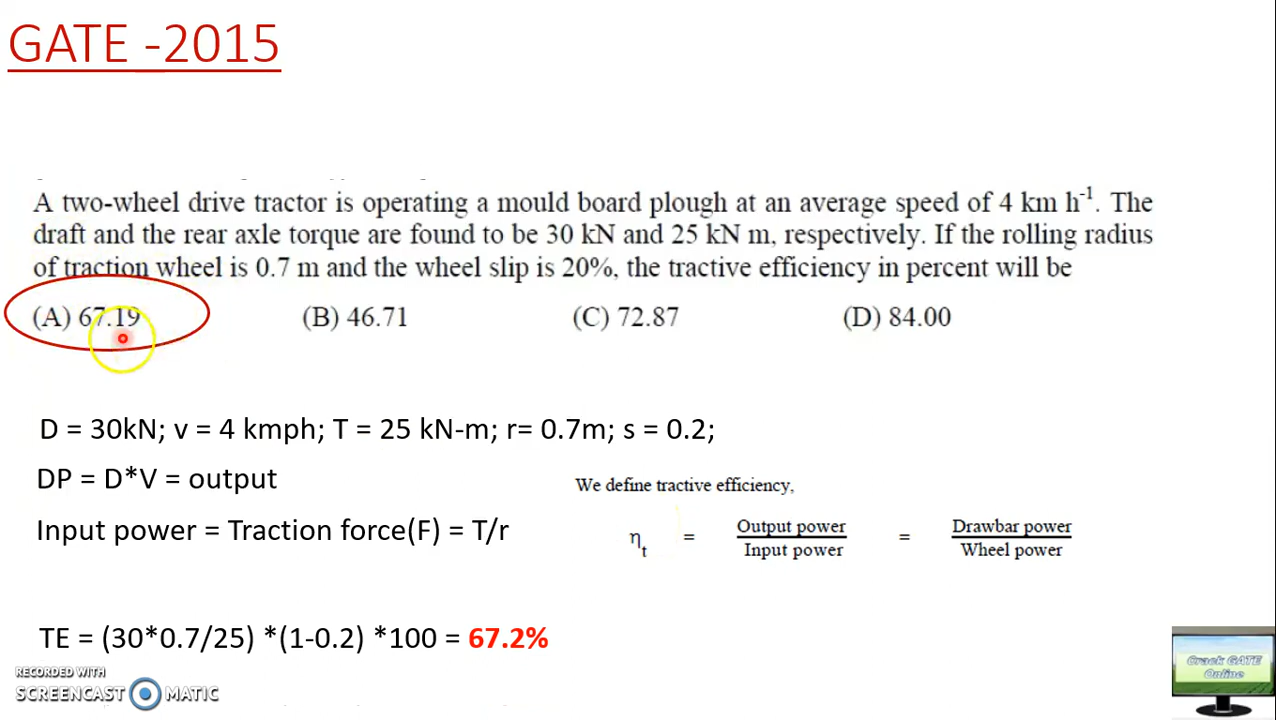 GATE -2015
A two-wheel drive tractor is operating a mould board plough at an average speed of 4 km h⁻¹. The
draft and the rear axle torque are found to be 30 kN and 25 kN m, respectively. If the rolling radius
of traction wheel is 0.7 m and the wheel slip is 20%, the tractive efficiency in percent will be
(A) 67.19 (B) 46.71 (C) 72.87 (D) 84.00
D = 30kN; v = 4 kmph; T = 25 kN-m; r= 0.7m; s = 0.2;
DP = D*V = output
We define tractive efficiency,
Input power = Traction force(F) = T/r
ηt = Output power / Input power = Drawbar power / Wheel power
TE = (30*0.7/25) *(1-0.2) *100 = 67.2%
RECORDED WITH
SCREENCAST MATIC
Crack GATE
Online